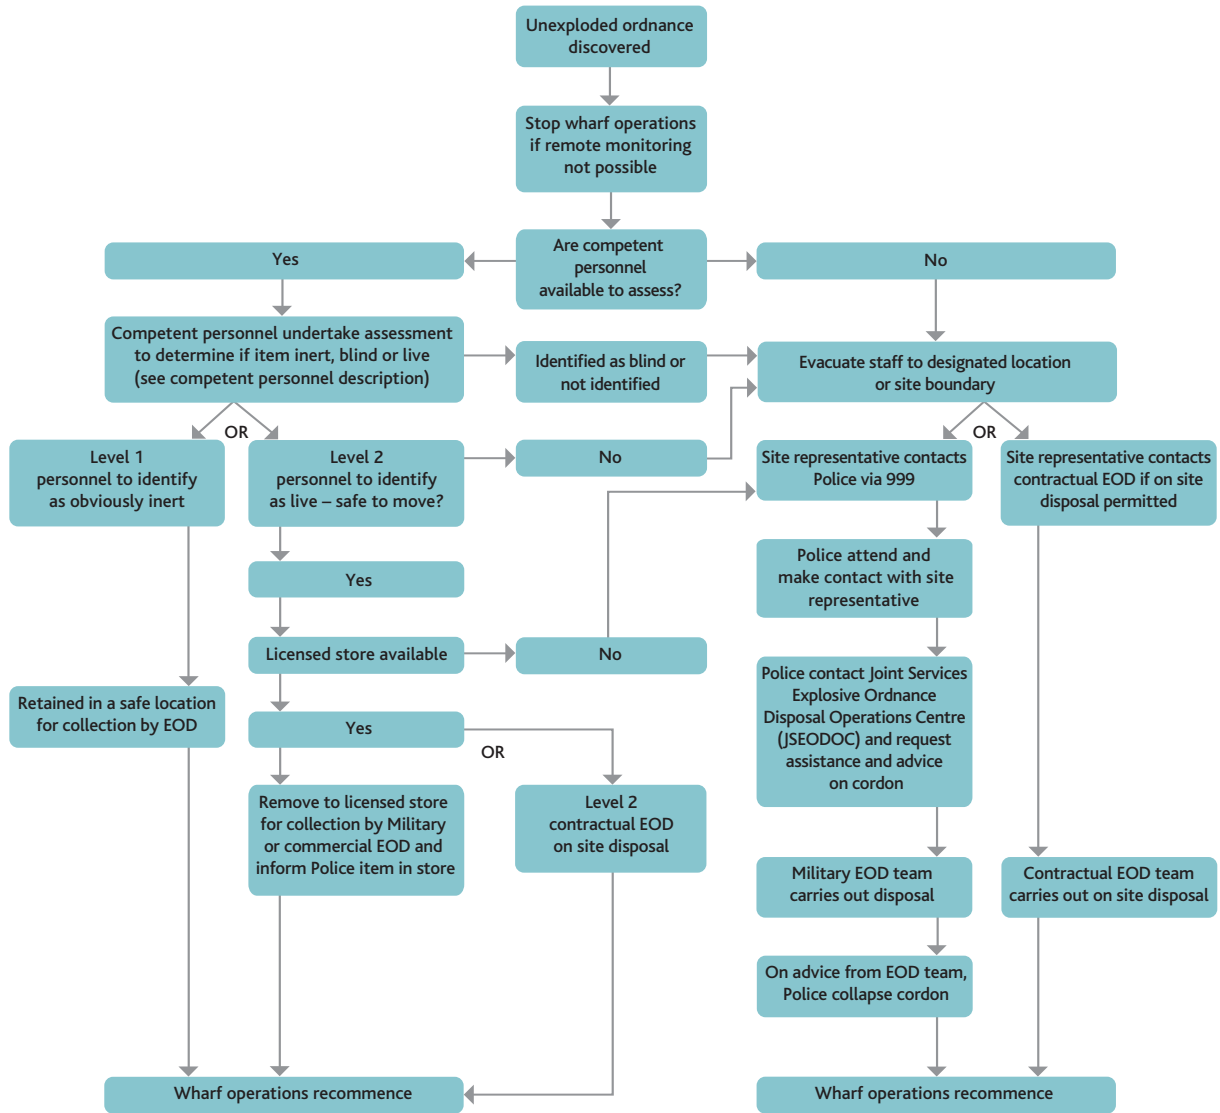 Unexploded ordnance
discovered
Stop wharf operations
if remote monitoring
not possible
Are competent
personnel
available to assess?
Yes
No
Competent personnel undertake assessment
to determine if item inert, blind or live
(see competent personnel description)
Identified as blind or
not identified
Evacuate staff to designated location
or site boundary
OR
OR
Level 1
personnel to identify
as obviously inert
Level 2
personnel to identify
as live – safe to move?
No
Site representative contacts
Police via 999
Site representative contacts
contractual EOD if on site
disposal permitted
Yes
Police attend and
make contact with site
representative
Licensed store available
No
Retained in a safe location
for collection by EOD
Police contact Joint Services
Explosive Ordnance
Disposal Operations Centre
(JSEODOC) and request
assistance and advice
on cordon
Yes
OR
Remove to licensed store
for collection by Military
or commercial EOD and
inform Police item in store
Level 2
contractual EOD
on site disposal
Military EOD team
carries out disposal
Contractual EOD team
carries out on site disposal
On advice from EOD team,
Police collapse cordon
Wharf operations recommence
Wharf operations recommence